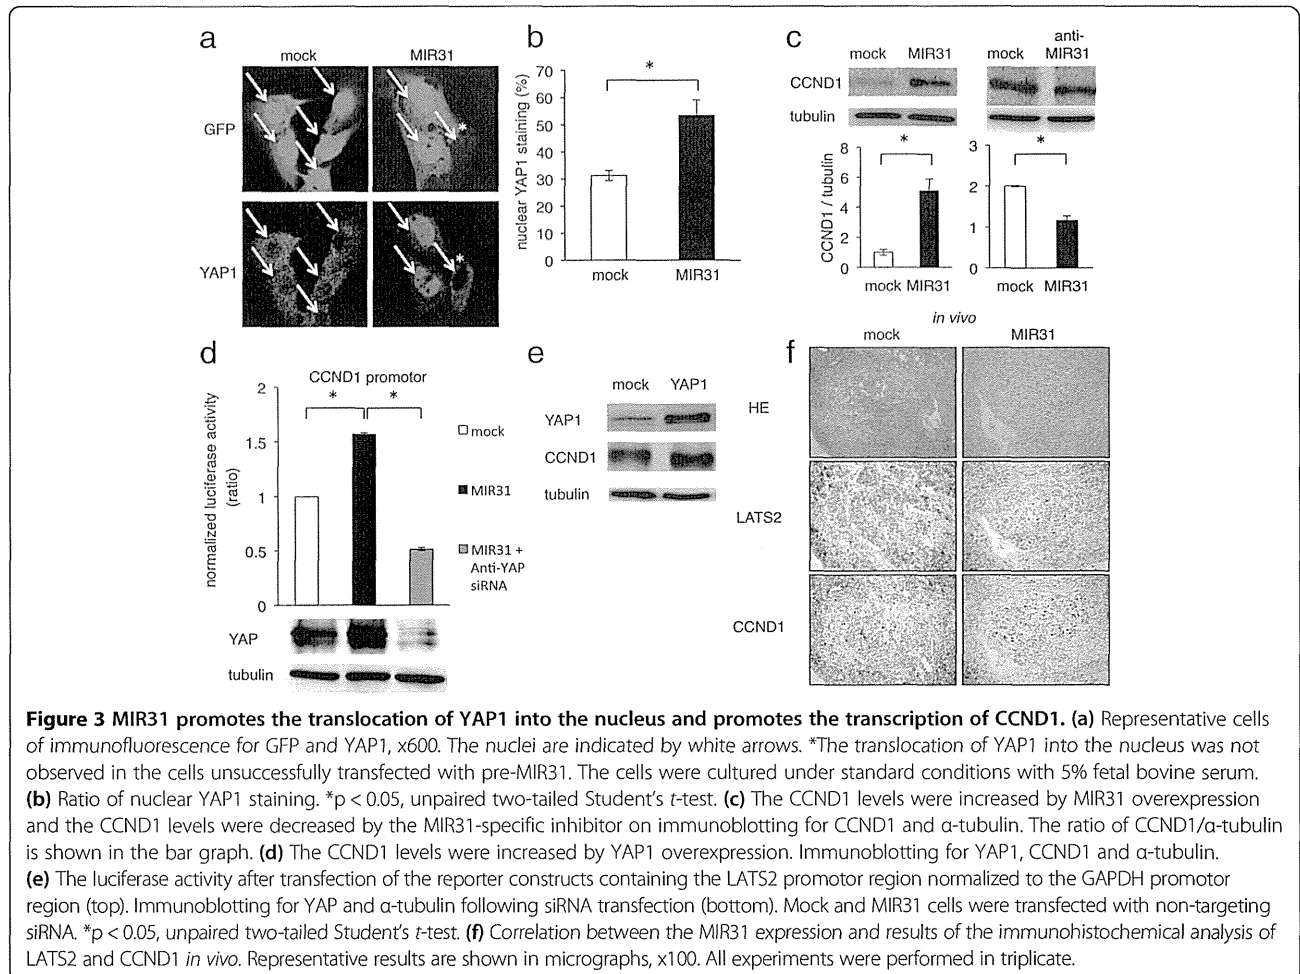 a
mock
MIR31
GFP
*
YAP1
*
b
nuclear YAP1 staining (%)
70
60
50
40
30
20
10
0
*
mock
MIR31
c
mock MIR31
mock anti-
MIR31
CCND1
tubulin
CCND1 / tubulin
8
6
4
2
0
*
mock MIR31
3
2
1
0
*
mock MIR31
d
CCND1 promotor
normalized luciferase activity
(ratio)
2
1.5
1
0.5
0
* *
mock
MIR31
MIR31 +
Anti-YAP
siRNA
YAP
tubulin
e
mock YAP1
YAP1
CCND1
tubulin
f
in vivo
mock
MIR31
HE
LATS2
CCND1
Figure 3 MIR31 promotes the translocation of YAP1 into the nucleus and promotes the transcription of CCND1. (a) Representative cells
of immunofluorescence for GFP and YAP1, x600. The nuclei are indicated by white arrows. *The translocation of YAP1 into the nucleus was not
observed in the cells unsuccessfully transfected with pre-MIR31. The cells were cultured under standard conditions with 5% fetal bovine serum.
(b) Ratio of nuclear YAP1 staining. *p < 0.05, unpaired two-tailed Student's t-test. (c) The CCND1 levels were increased by MIR31 overexpression
and the CCND1 levels were decreased by the MIR31-specific inhibitor on immunoblotting for CCND1 and α-tubulin. The ratio of CCND1/α-tubulin
is shown in the bar graph. (d) The CCND1 levels were increased by YAP1 overexpression. Immunoblotting for YAP1, CCND1 and α-tubulin.
(e) The luciferase activity after transfection of the reporter constructs containing the LATS2 promotor region normalized to the GAPDH promotor
region (top). Immunoblotting for YAP and α-tubulin following siRNA transfection (bottom). Mock and MIR31 cells were transfected with non-targeting
siRNA. *p < 0.05, unpaired two-tailed Student's t-test. (f) Correlation between the MIR31 expression and results of the immunohistochemical analysis of
LATS2 and CCND1 in vivo. Representative results are shown in micrographs, x100. All experiments were performed in triplicate.